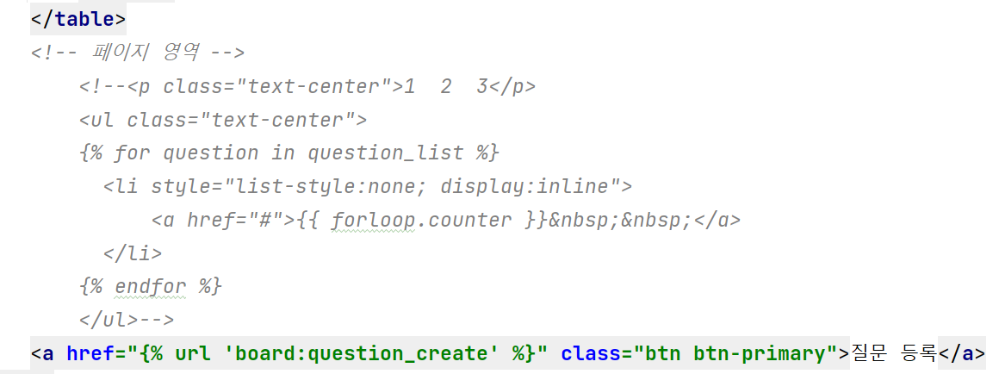 </table>
<!-- 페이지 영역 -->
<!--<p class="text-center">1  2  3</p>
<ul class="text-center">
{% for question in question_list %}
<li style="list-style:none; display:inline">
<a href="#">{{ forloop.counter }}&nbsp;&nbsp;</a>
</li>
{% endfor %}
</ul>-->
<a href="{% url 'board:question_create' %}" class="btn btn-primary">질문 등록</a>